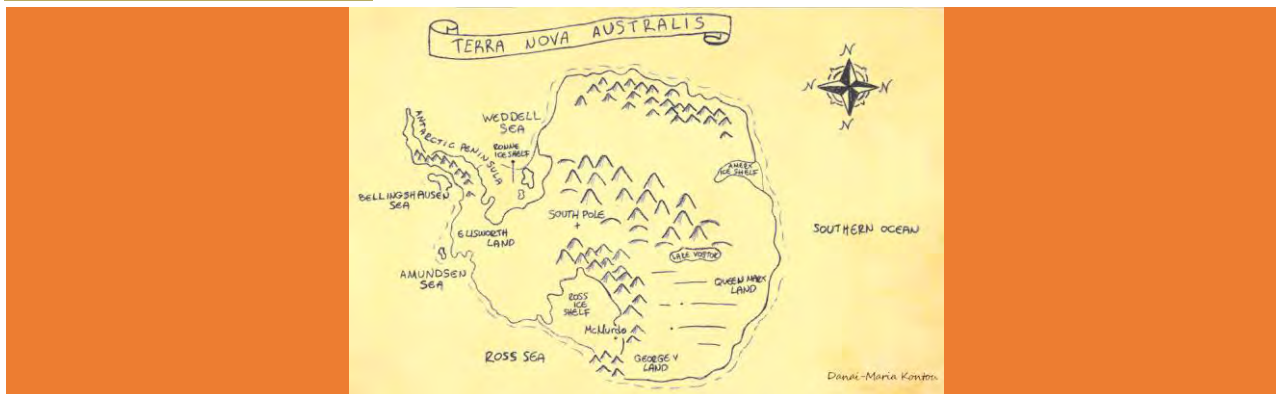 TERRA NOVA AUSTRALIS
N
N
N
N
WEDDELL
SEA
RONNE
ICE SHELF
ANTARCTIC PENINSULA
AMERY
ICE SHELF
BELLINGSHAUSEN
SEA
SOUTH POLE
SOUTHERN OCEAN
ELLSWORTH
LAND
LAKE VOSTOK
AMUNDSEN
SEA
QUEEN MARY
LAND
ROSS
ICE
SHELF
McMurdo
ROSS SEA
GEORGE V
LAND
Danai-Maria Kontou